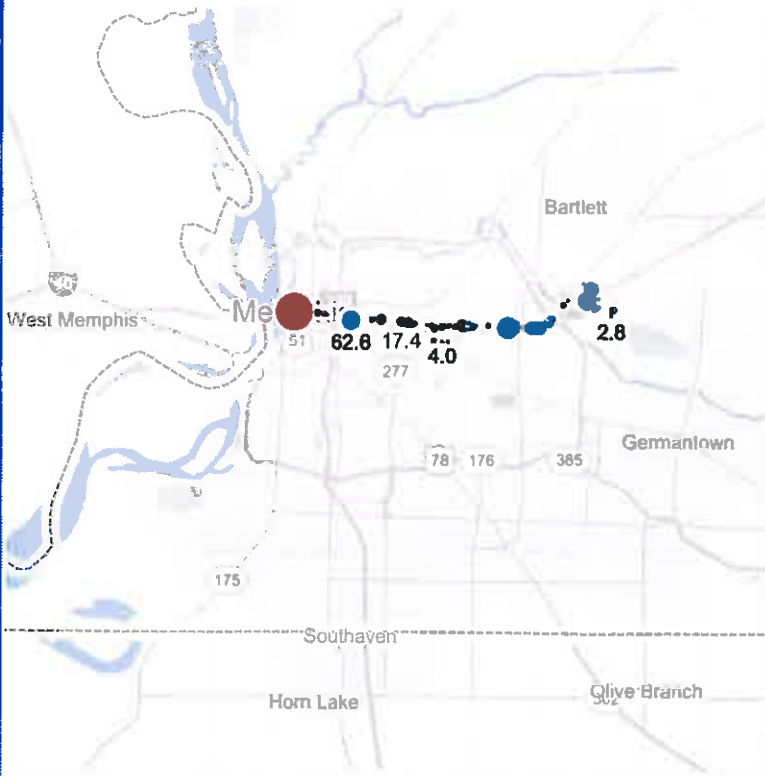 Bartlett
Me
West Memphis
51
62.8
17.4
4.0
2.8
277
Germantown
78
176
385
175
Southaven
Horn Lake
Olive Branch